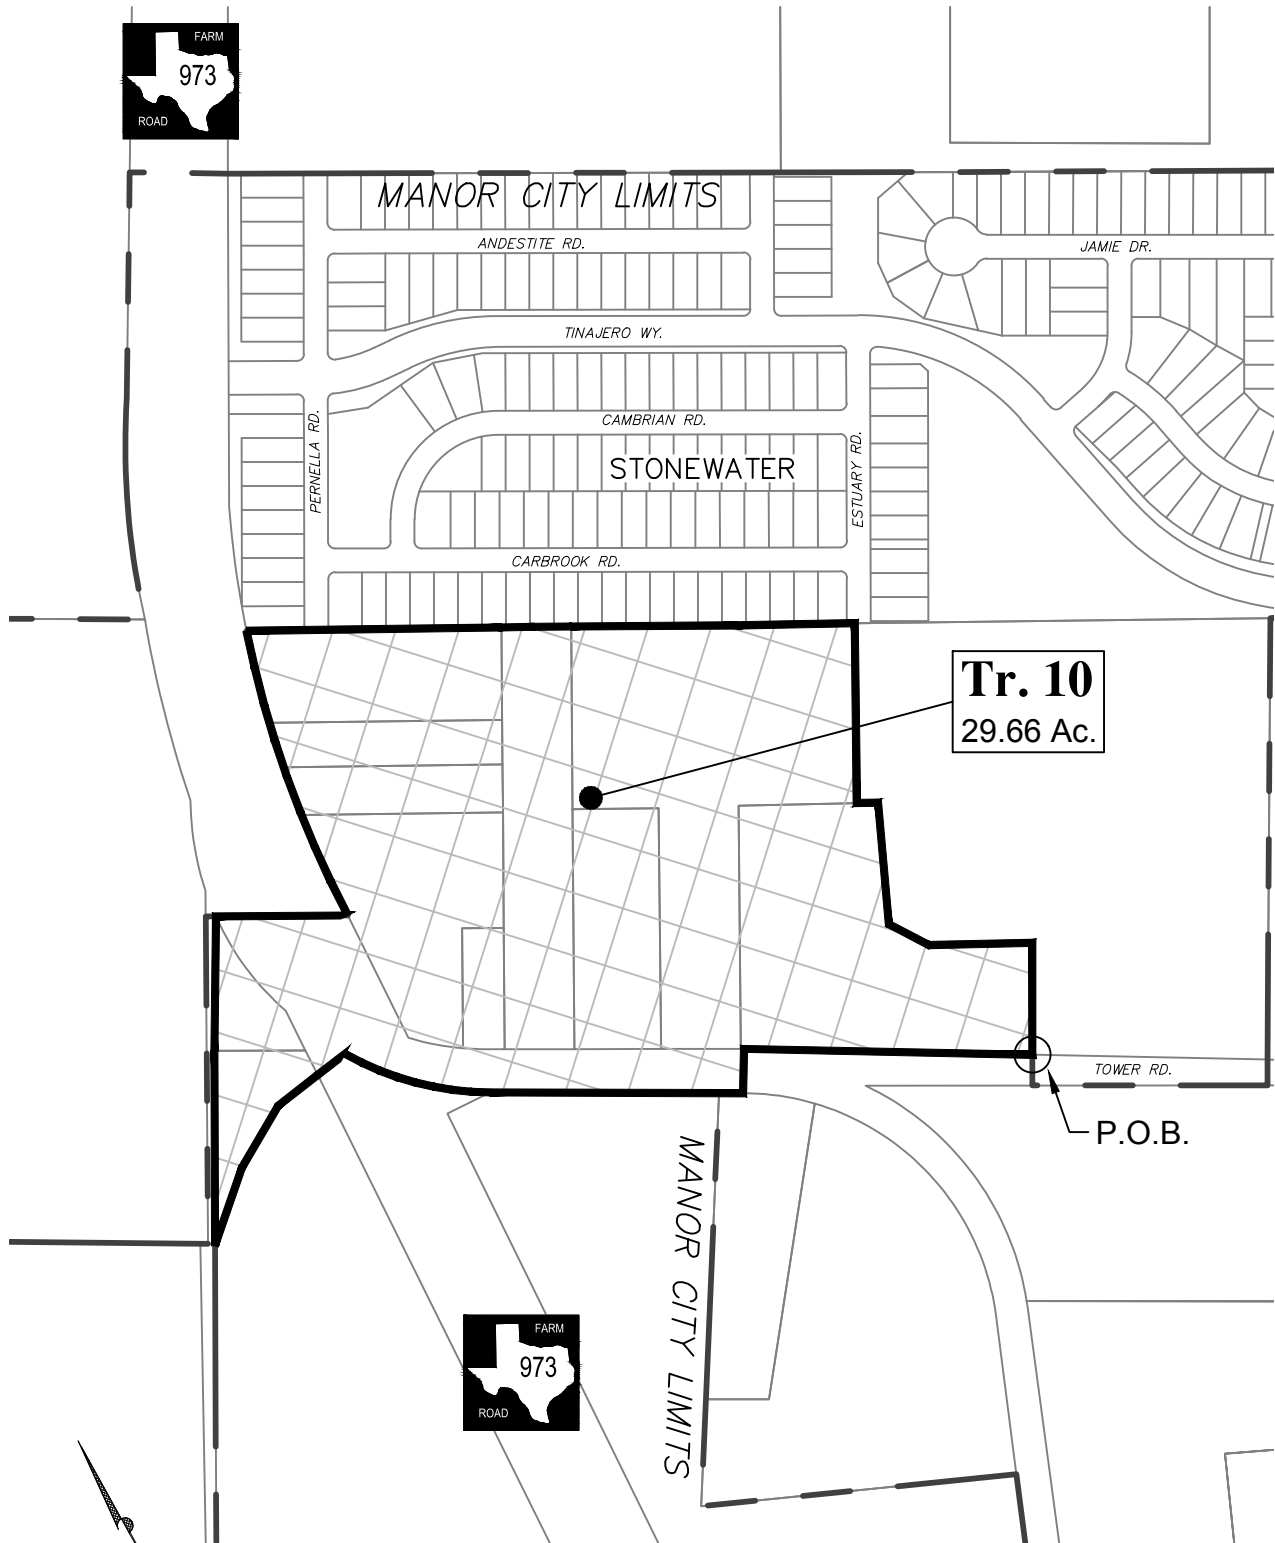 FARM
973
ROAD
MANOR CITY LIMITS
ANDESTITE RD.
JAMIE DR.
TINAJERO WY.
PERNELLA RD.
CAMBRIAN RD.
STONEWATER
ESTUARY RD.
CARBROOK RD.
Tr. 10
29.66 Ac.
TOWER RD.
P.O.B.
MANOR CITY LIMITS
FARM
973
ROAD